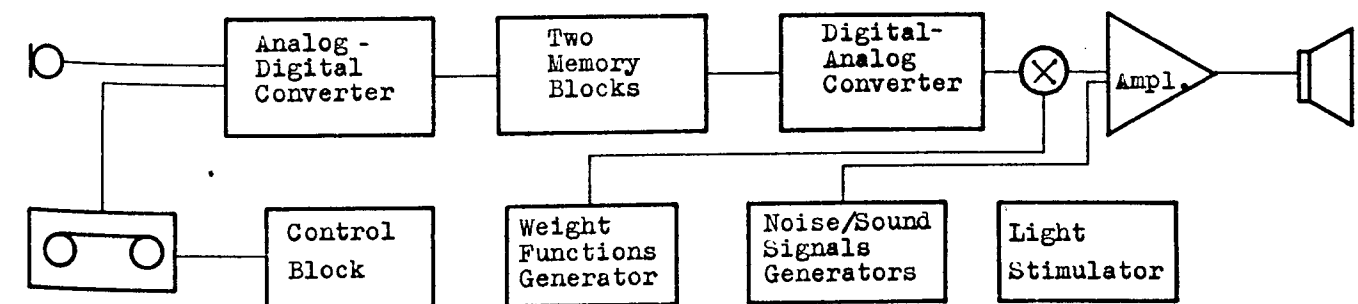 Analog-
Digital
Converter
Two
Memory
Blocks
Digital-
Analog
Converter
Ampl.
Control
Block
Weight
Functions
Generator
Noise/Sound
Signals
Generators
Light
Stimulator